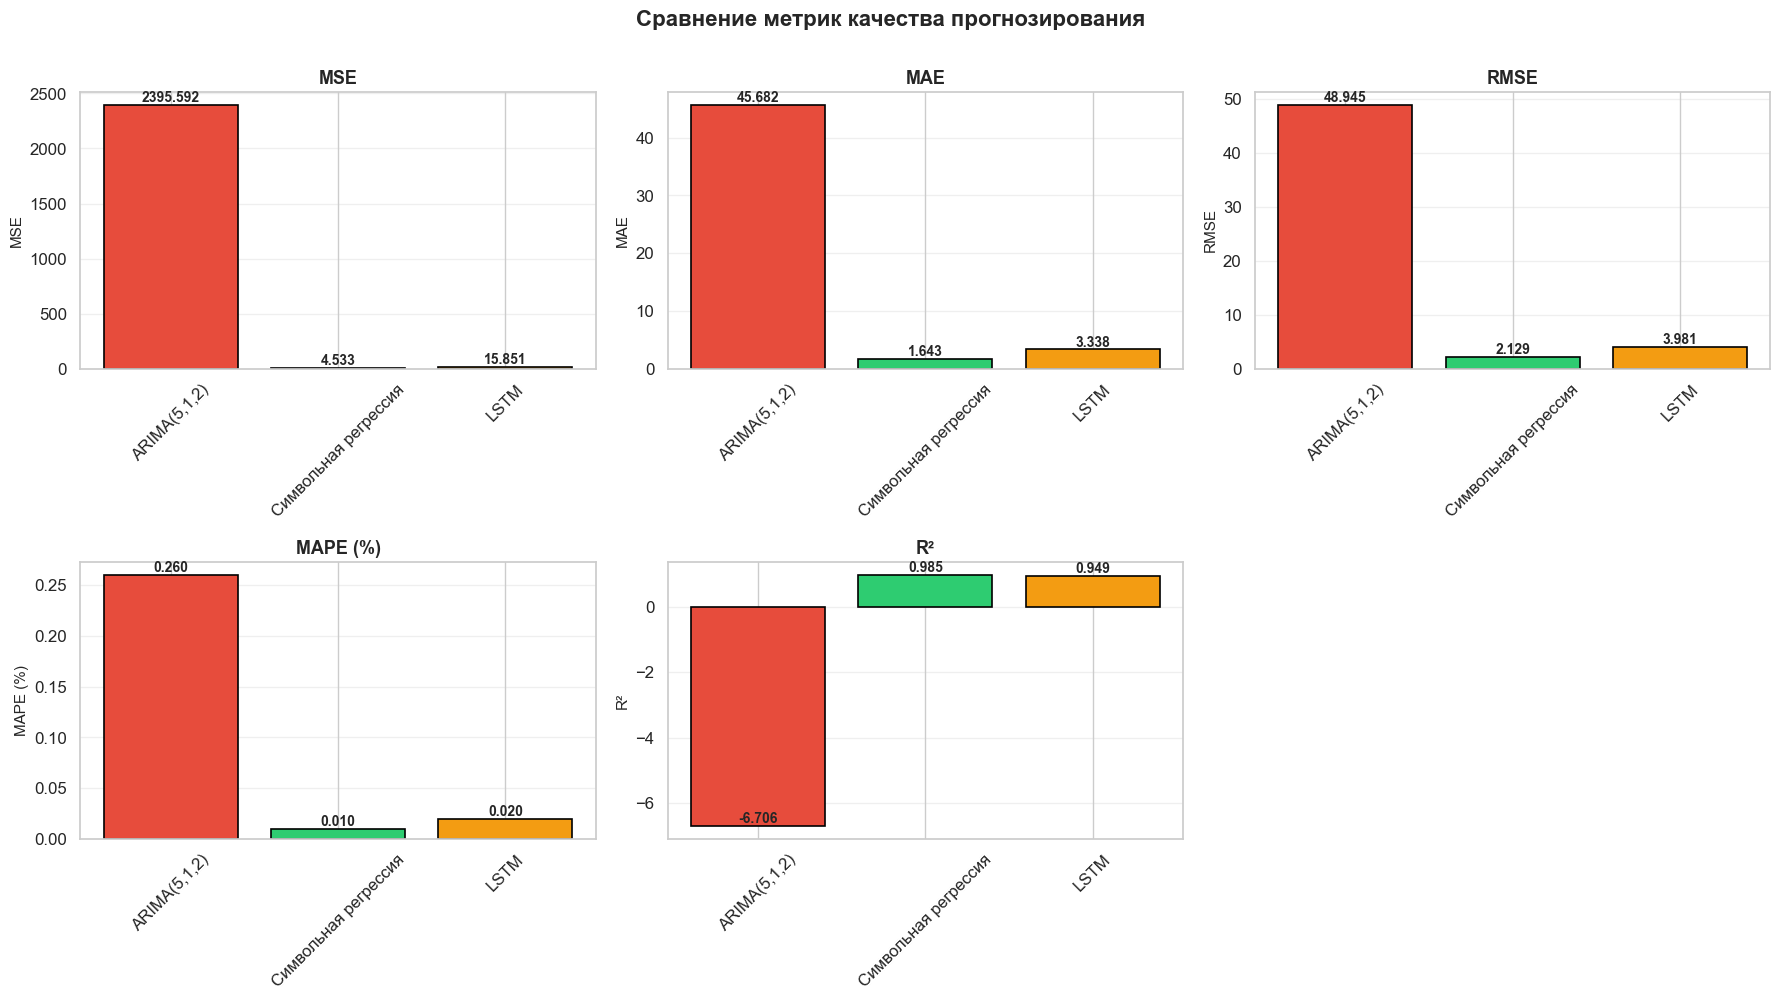 Сравнение метрик качества прогнозирования
MSE
2500
2000
1500
1000
500
0
MSE
2395.592
4.533
15.851
ARIMA(5,1,2)
Символьная регрессия
LSTM
MAE
40
30
20
10
0
MAE
45.682
1.643
3.338
ARIMA(5,1,2)
Символьная регрессия
LSTM
RMSE
50
40
30
20
10
0
RMSE
48.945
2.129
3.981
ARIMA(5,1,2)
Символьная регрессия
LSTM
MAPE (%)
0.25
0.20
0.15
0.10
0.05
0.00
MAPE (%)
0.260
0.010
0.020
ARIMA(5,1,2)
Символьная регрессия
LSTM
R²
0
−2
−4
−6
R²
-6.706
0.985
0.949
ARIMA(5,1,2)
Символьная регрессия
LSTM